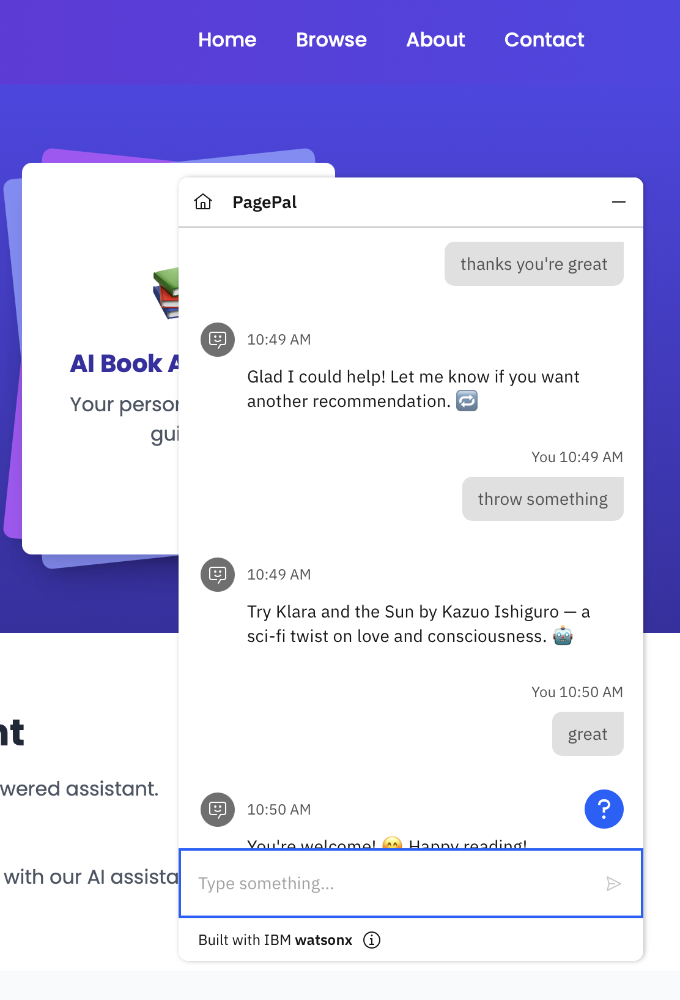 Home Browse About Contact
PagePal
thanks you're great
10:49 AM
Glad I could help! Let me know if you want
another recommendation. 🔁
You 10:49 AM
throw something
10:49 AM
Try Klara and the Sun by Kazuo Ishiguro — a
sci-fi twist on love and consciousness. 🤖
You 10:50 AM
great
10:50 AM
?
You're welcome! 😊 Happy reading!
Type something...
Built with IBM watsonx
AI Book
Your
gui
nt
wered assistant.
with our AI assista